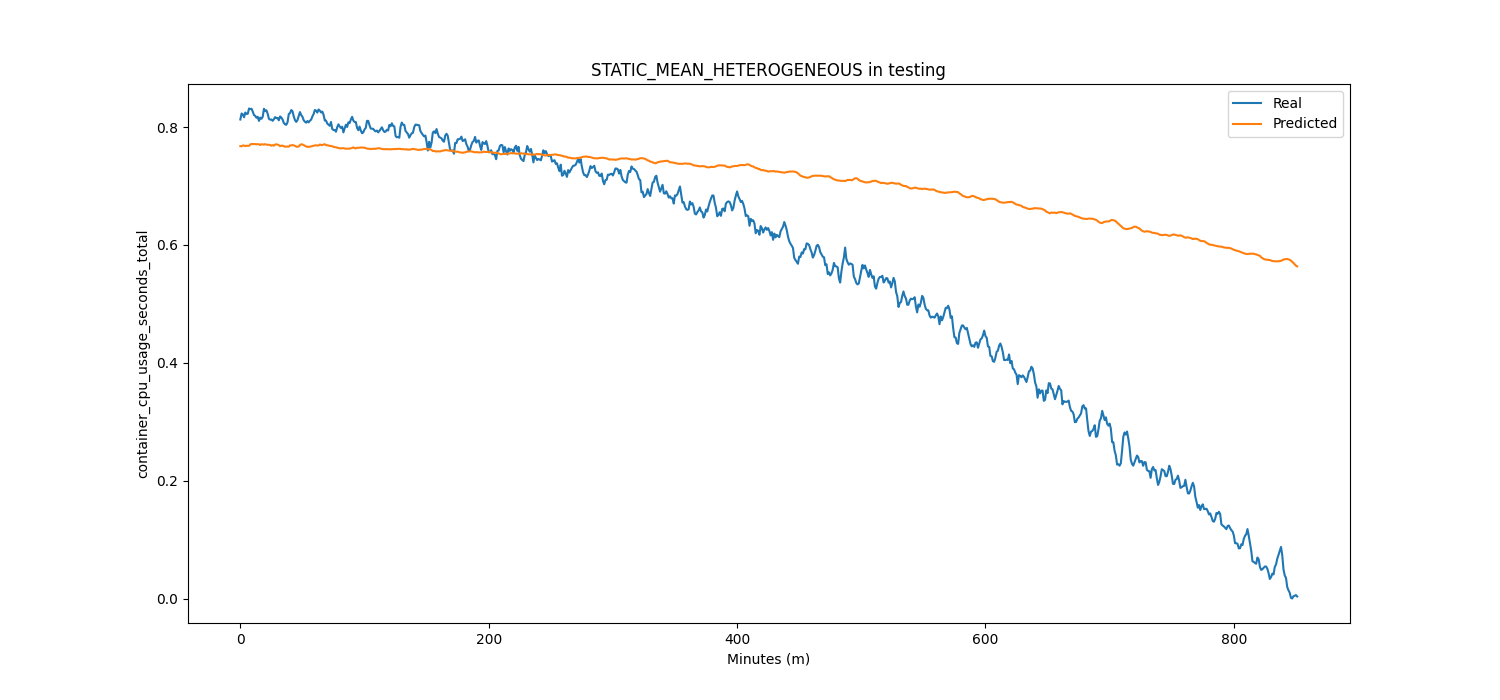 STATIC_MEAN_HETEROGENEOUS in testing
Real
Predicted
container_cpu_usage_seconds_total
0.8
0.6
0.4
0.2
0.0
0
200
400
600
800
Minutes (m)